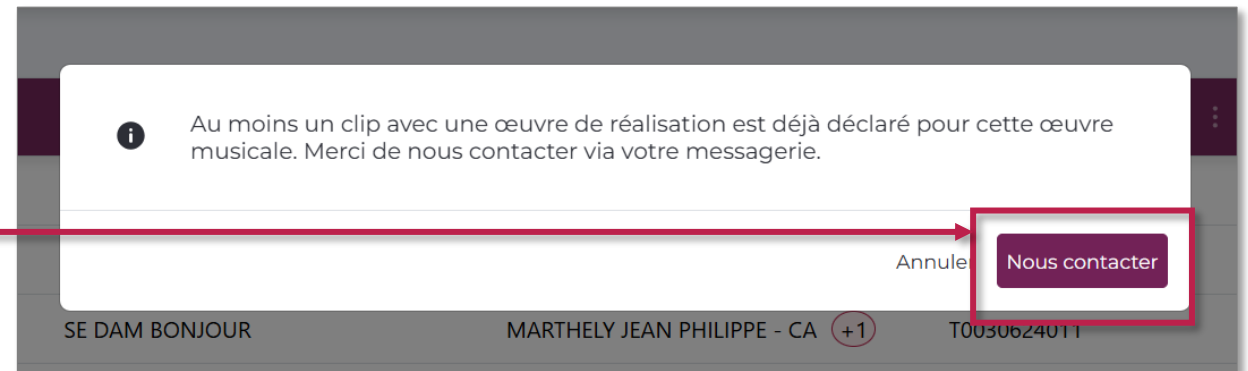 Au moins un clip avec une œuvre de réalisation est déjà déclaré pour cette œuvre
musicale. Merci de nous contacter via votre messagerie.
Annuler Nous contacter
SE DAM BONJOUR MARTHELY JEAN PHILIPPE - CA +1 T0030624011